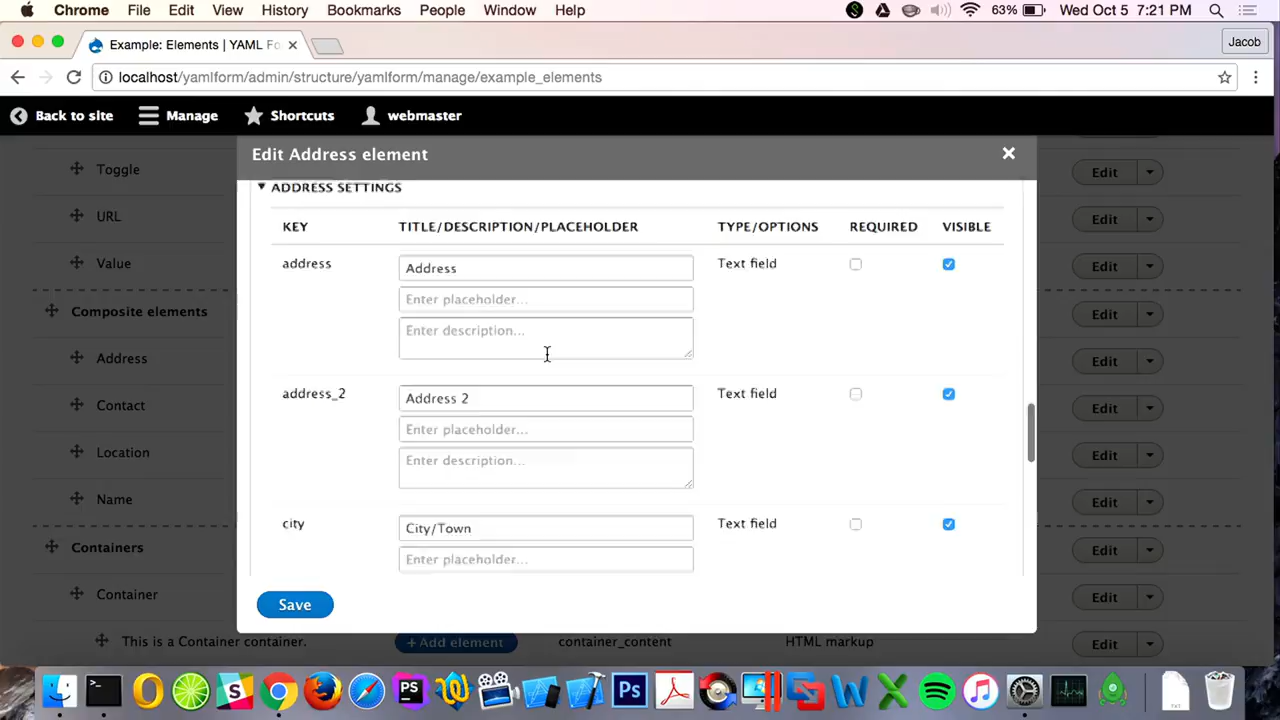 Chrome File Edit View History Bookmarks People Window Help 63% Wed Oct 5 7:21 PM
Example: Elements | YAML Fo
Jacob
localhost/yamlform/admin/structure/yamlform/manage/example_elements
Back to site Manage Shortcuts webmaster
Edit Address element
Toggle Edit
ADDRESS SETTINGS
URL Edit
KEY TITLE/DESCRIPTION/PLACEHOLDER TYPE/OPTIONS REQUIRED VISIBLE
Value Edit
address Address Text field
Enter placeholder...
Composite elements Edit
Enter description...
Address Edit
address_2 Address 2 Text field
Contact Edit
Enter placeholder...
Location Edit
Enter description...
Name Edit
city City/Town Text field
Containers Edit
Enter placeholder...
Container Edit
Save
This is a Container container. + Add element container_content HTML markup Edit